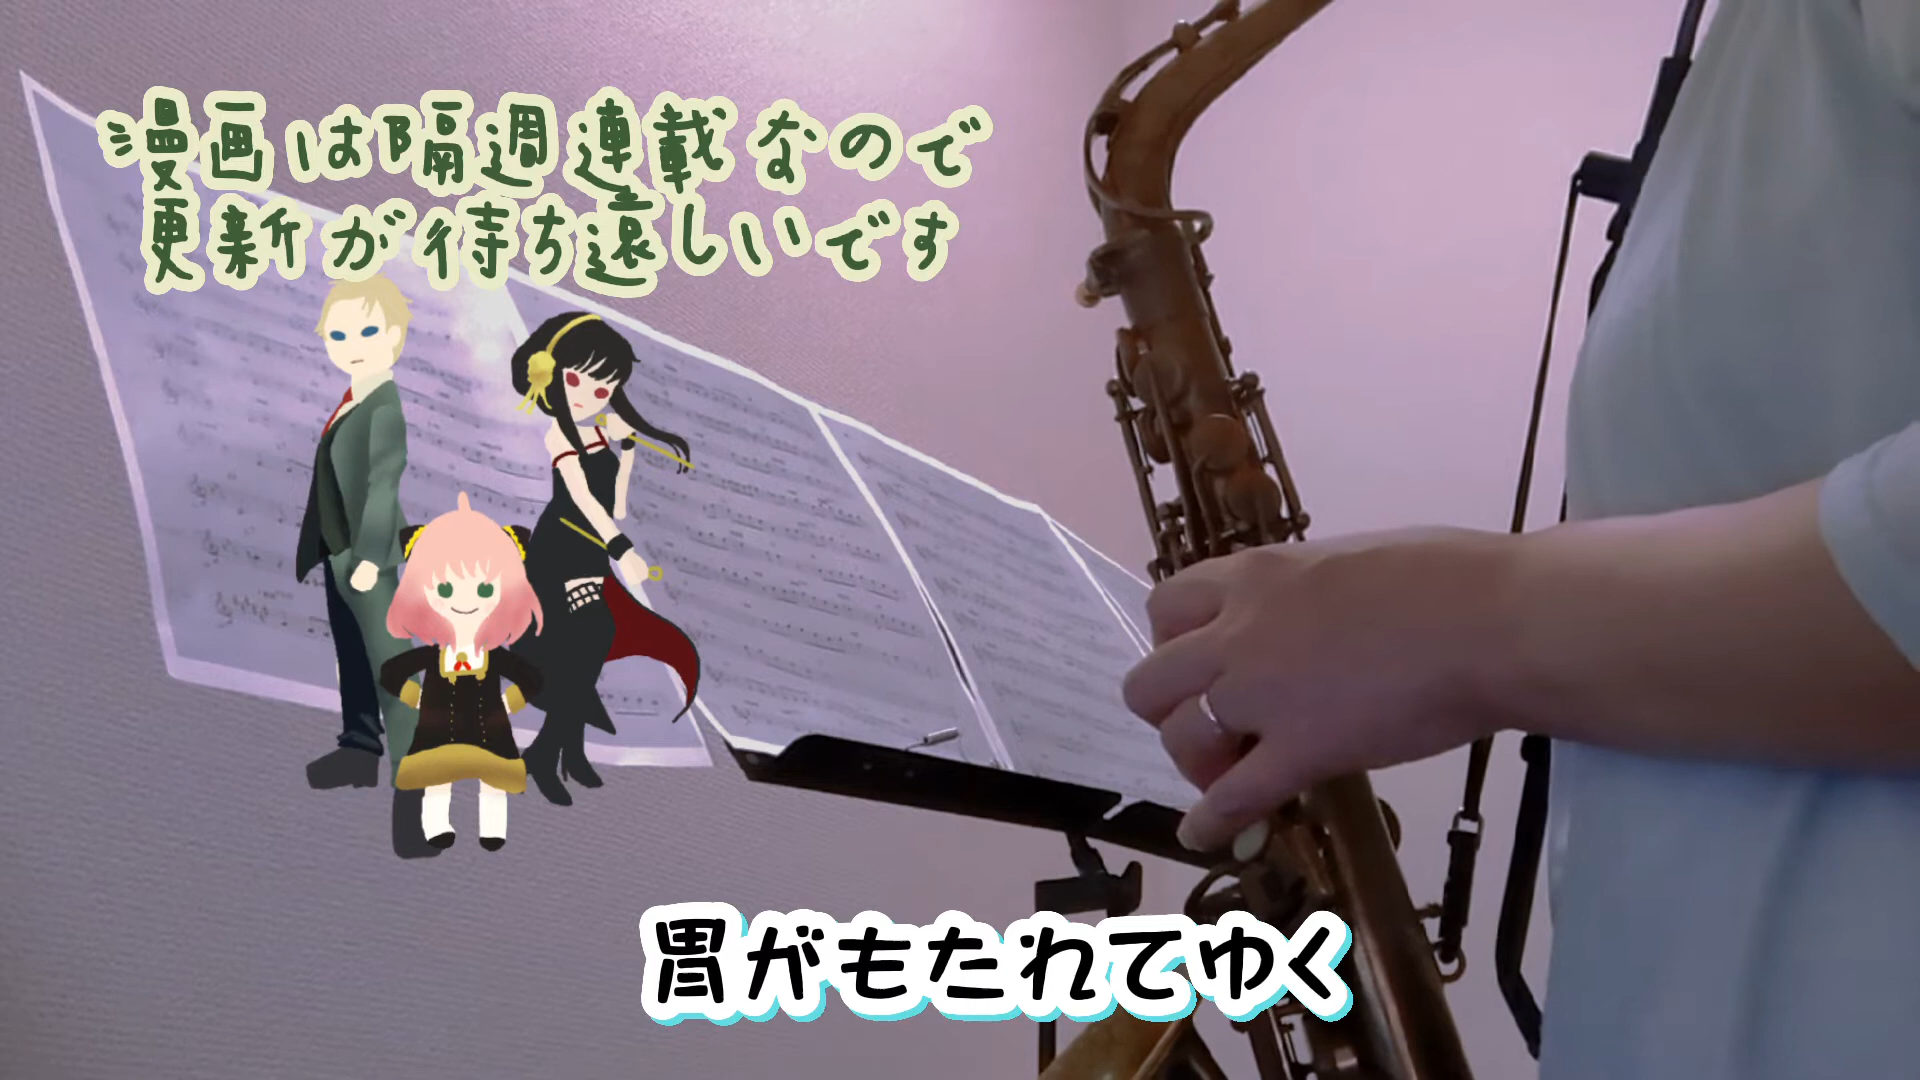 漫画は隔週連載なので
更新が待ち遠しいです
胃がもたれてゆく